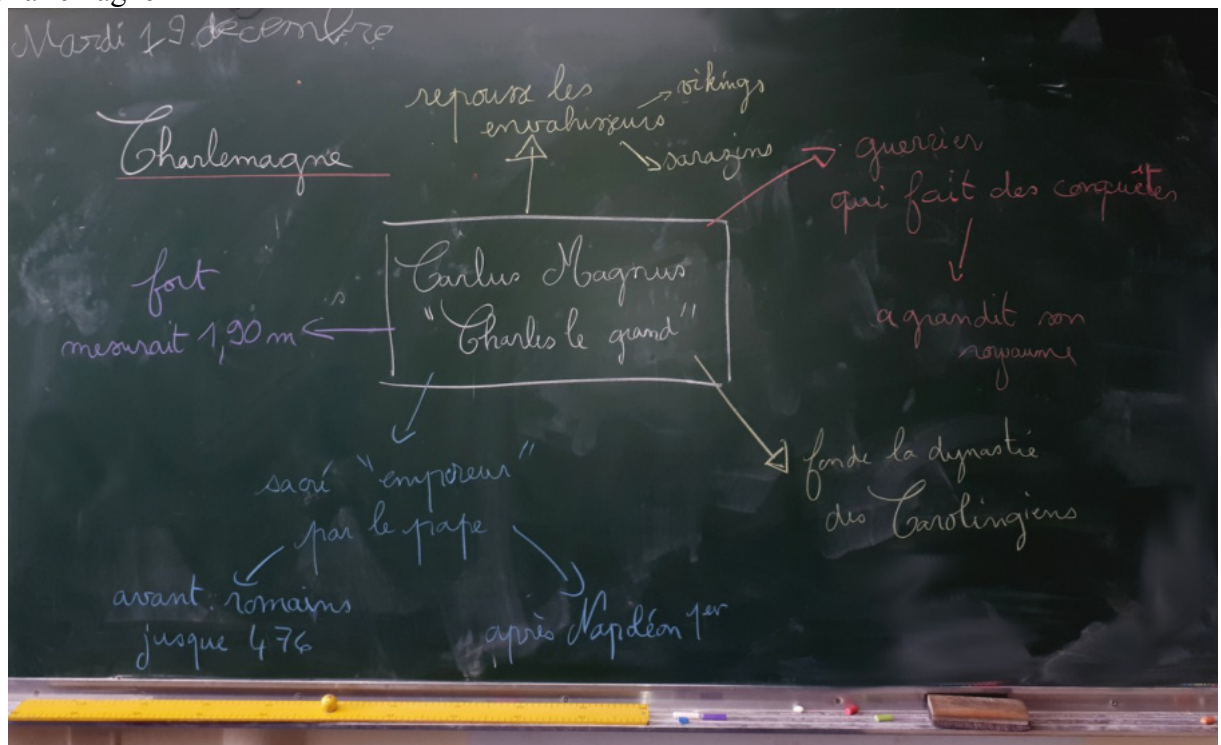 Mardi 19 decembre
Charlemagne
repousse les
envahisseurs
vikings
sarazins
guerrier
qui fait des conquêtes
agrandit son
royaume
Carlus Magnus
"Charles le grand"
fort
mesurait 1,90 m
fonde la dynastie
des Carolingiens
sacré "empereur"
par le pape
avant. romains
jusque 476
après Napoléon 1er